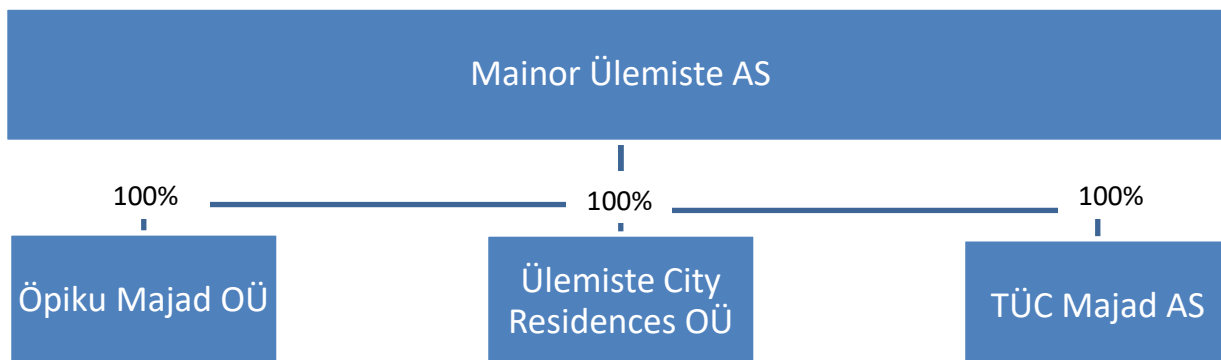 Mainor Ülemiste AS
100%
100%
100%
Öpiku Majad OÜ
Ülemiste City
Residences OÜ
TÜC Majad AS